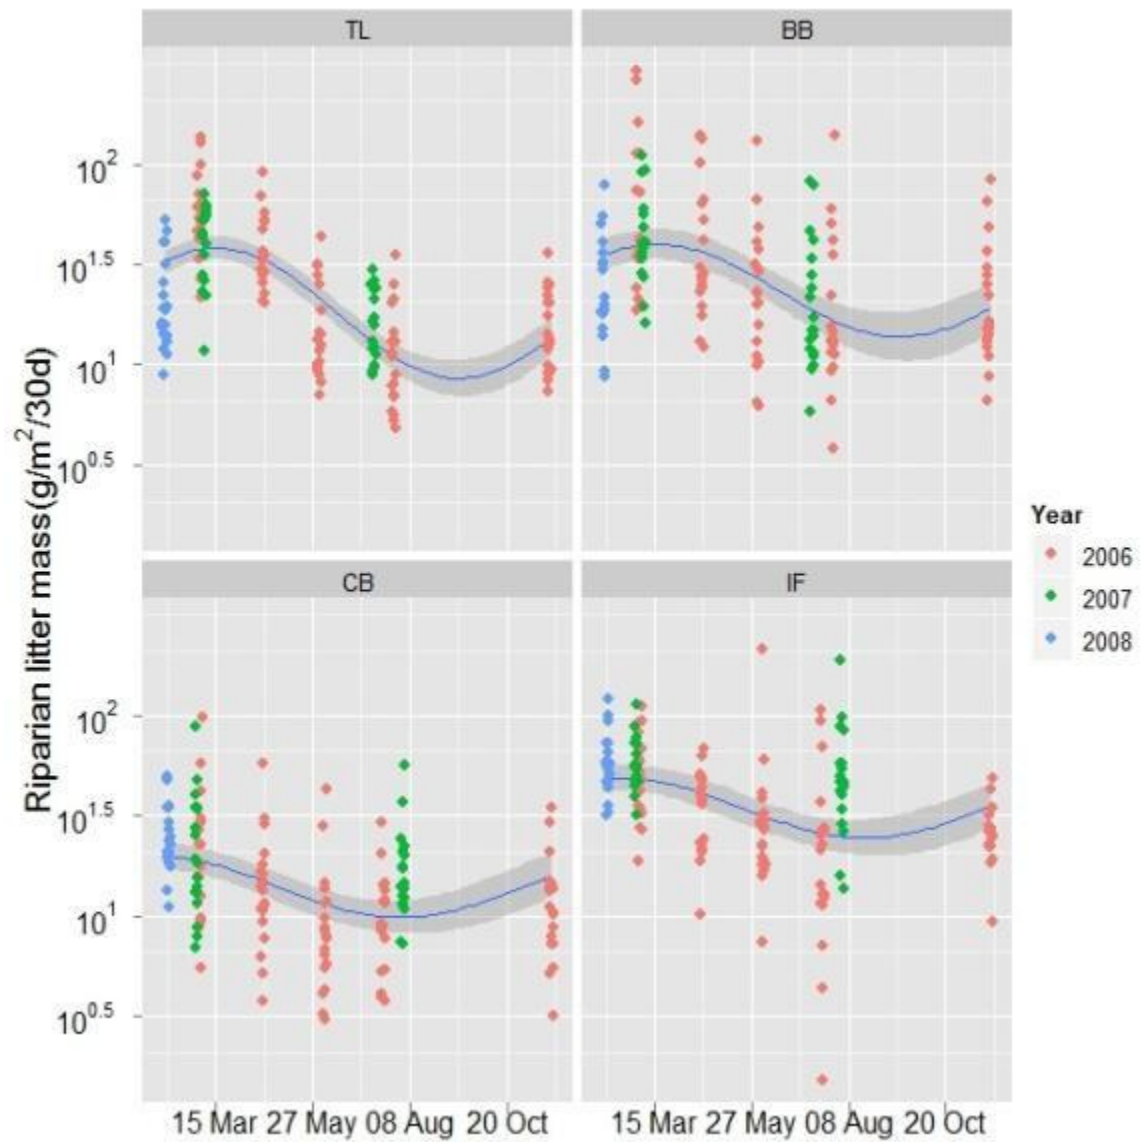 TL BB
10^2
10^1.5
10^1
10^0.5
CB IF
10^2
10^1.5
10^1
10^0.5
Riparian litter mass(g/m^2/30d)
15 Mar 27 May 08 Aug 20 Oct 15 Mar 27 May 08 Aug 20 Oct
Year
2006
2007
2008